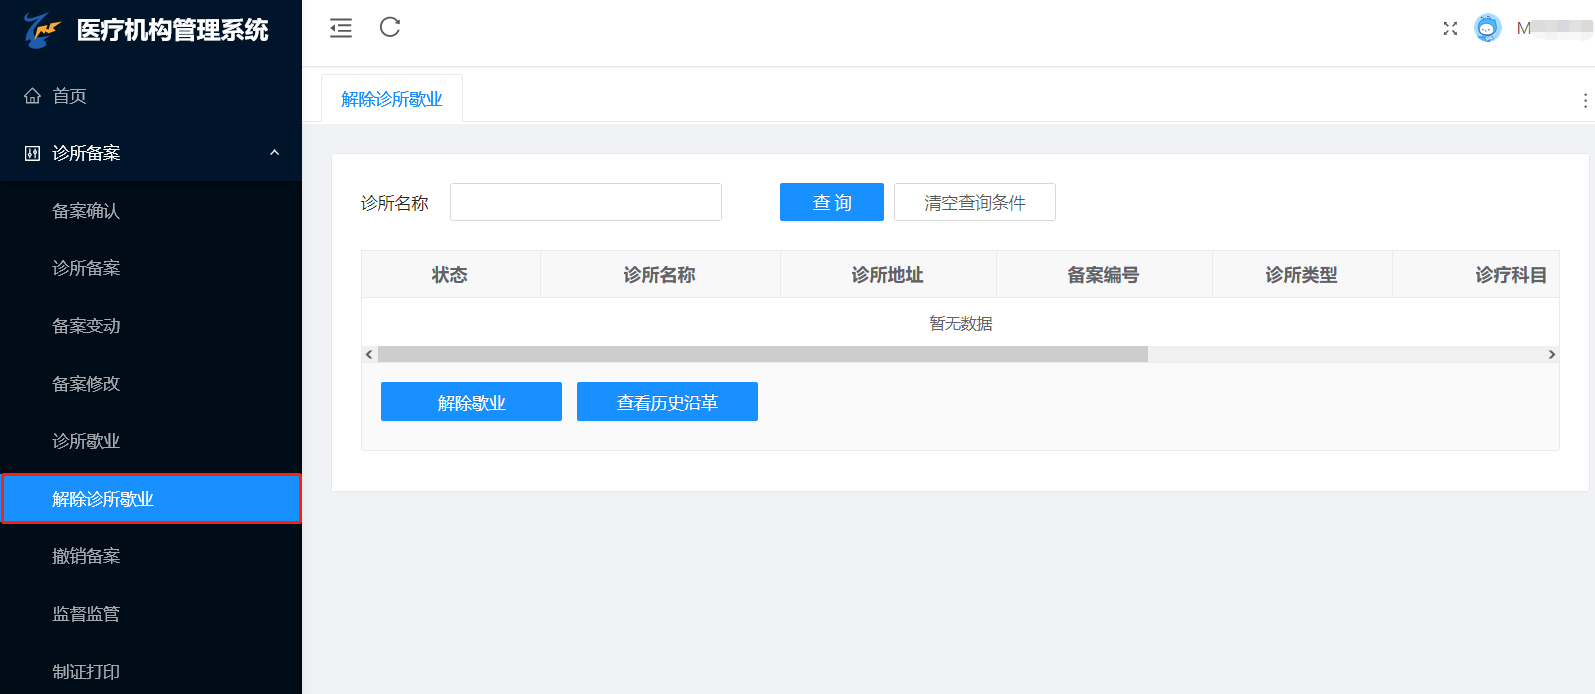 医疗机构管理系统
首页
诊所备案
备案确认
诊所备案
备案变动
备案修改
诊所歇业
解除诊所歇业
撤销备案
监督监管
制证打印
M
解除诊所歇业
诊所名称 查询 清空查询条件
状态 诊所名称 诊所地址 备案编号 诊所类型 诊疗科目
暂无数据
解除歇业 查看历史沿革